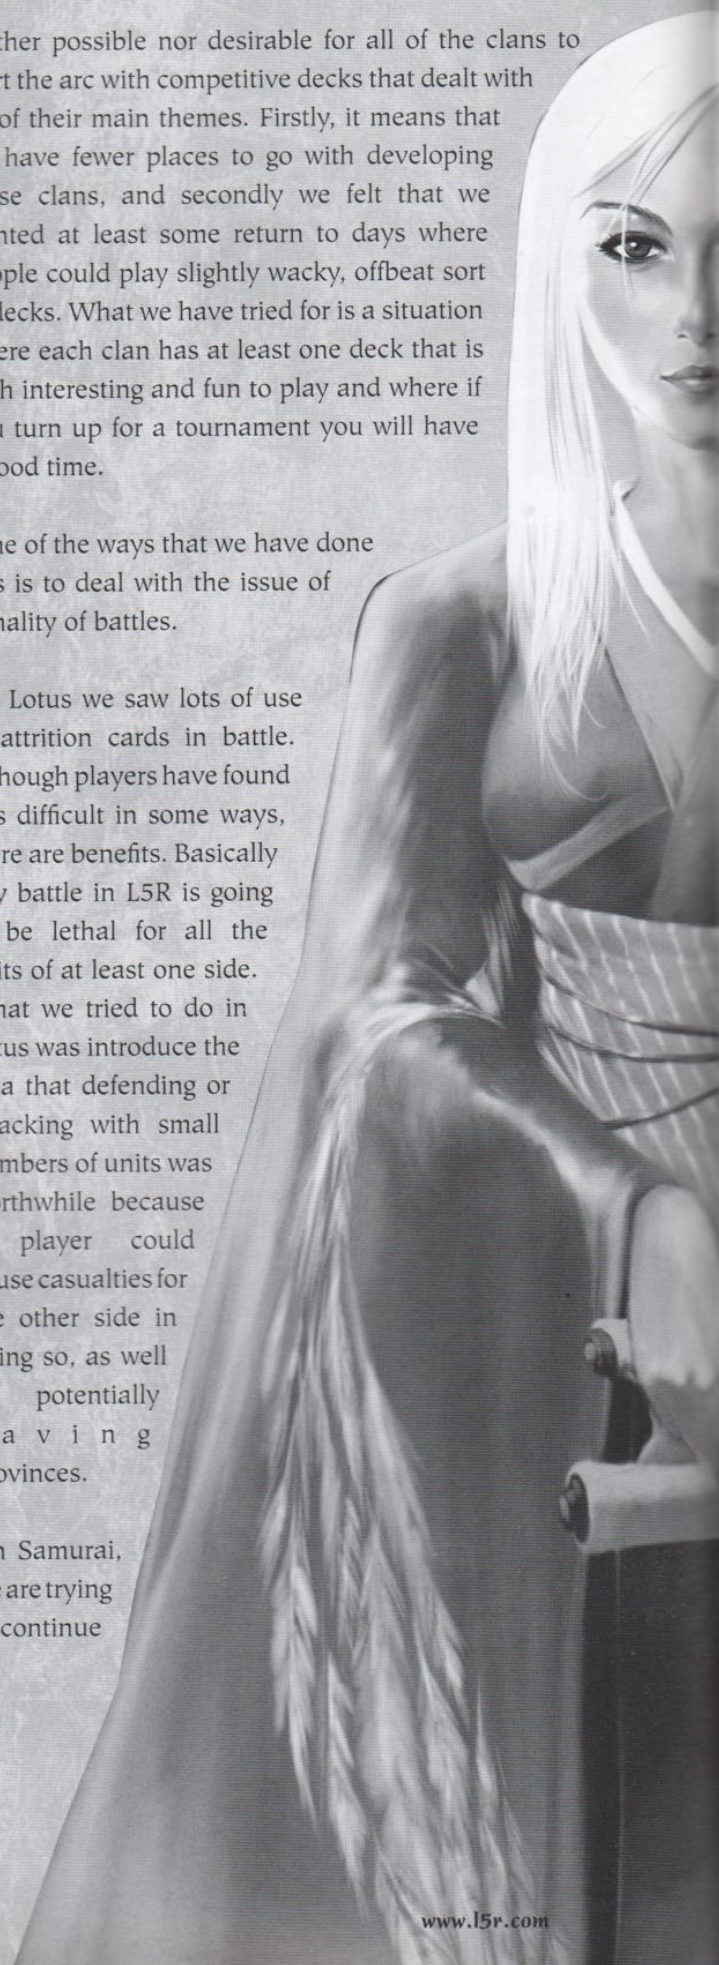 ther possible nor desirable for all of the clans to
rt the arc with competitive decks that dealt with
of their main themes. Firstly, it means that
have fewer places to go with developing
se clans, and secondly we felt that we
nted at least some return to days where
ople could play slightly wacky, offbeat sort
decks. What we have tried for is a situation
ere each clan has at least one deck that is
h interesting and fun to play and where if
u turn up for a tournament you will have
ood time.
ne of the ways that we have done
s is to deal with the issue of
nality of battles.
Lotus we saw lots of use
attrition cards in battle.
hough players have found
s difficult in some ways,
re are benefits. Basically
y battle in L5R is going
be lethal for all the
its of at least one side.
hat we tried to do in
tus was introduce the
a that defending or
acking with small
mbers of units was
rthwhile because
player could
use casualties for
e other side in
ing so, as well
potentially
a v i n g
ovinces.
n Samurai,
e are trying
continue
www.l5r.com